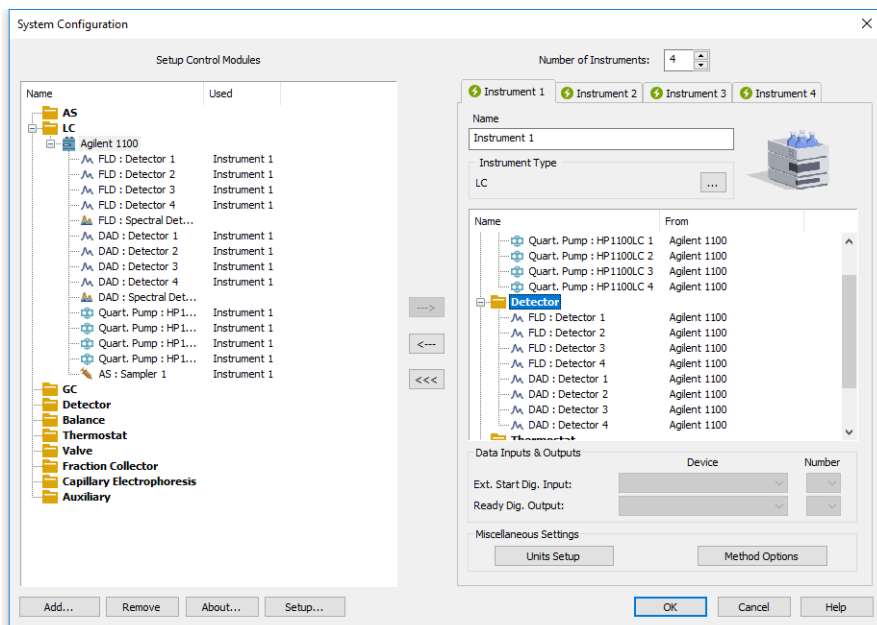 System Configuration
Setup Control Modules
Name Used
AS
LC
Agilent 1100
FLD : Detector 1 Instrument 1
FLD : Detector 2 Instrument 1
FLD : Detector 3 Instrument 1
FLD : Detector 4 Instrument 1
FLD : Spectral Det...
DAD : Detector 1 Instrument 1
DAD : Detector 2 Instrument 1
DAD : Detector 3 Instrument 1
DAD : Detector 4 Instrument 1
DAD : Spectral Det...
Quart. Pump : HP1... Instrument 1
Quart. Pump : HP1... Instrument 1
Quart. Pump : HP1... Instrument 1
Quart. Pump : HP1... Instrument 1
AS : Sampler 1 Instrument 1
GC
Detector
Balance
Thermostat
Valve
Fraction Collector
Capillary Electrophoresis
Auxiliary
Add... Remove About... Setup...
--->
<---
<<<
Number of Instruments: 4
Instrument 1 Instrument 2 Instrument 3 Instrument 4
Name
Instrument 1
Instrument Type
LC ...
Name From
Quart. Pump : HP1100LC 1 Agilent 1100
Quart. Pump : HP1100LC 2 Agilent 1100
Quart. Pump : HP1100LC 3 Agilent 1100
Quart. Pump : HP1100LC 4 Agilent 1100
Detector
FLD : Detector 1 Agilent 1100
FLD : Detector 2 Agilent 1100
FLD : Detector 3 Agilent 1100
FLD : Detector 4 Agilent 1100
DAD : Detector 1 Agilent 1100
DAD : Detector 2 Agilent 1100
DAD : Detector 3 Agilent 1100
DAD : Detector 4 Agilent 1100
Thermostat
Data Inputs & Outputs
Device Number
Ext. Start Dig. Input:
Ready Dig. Output:
Miscellaneous Settings
Units Setup Method Options
OK Cancel Help